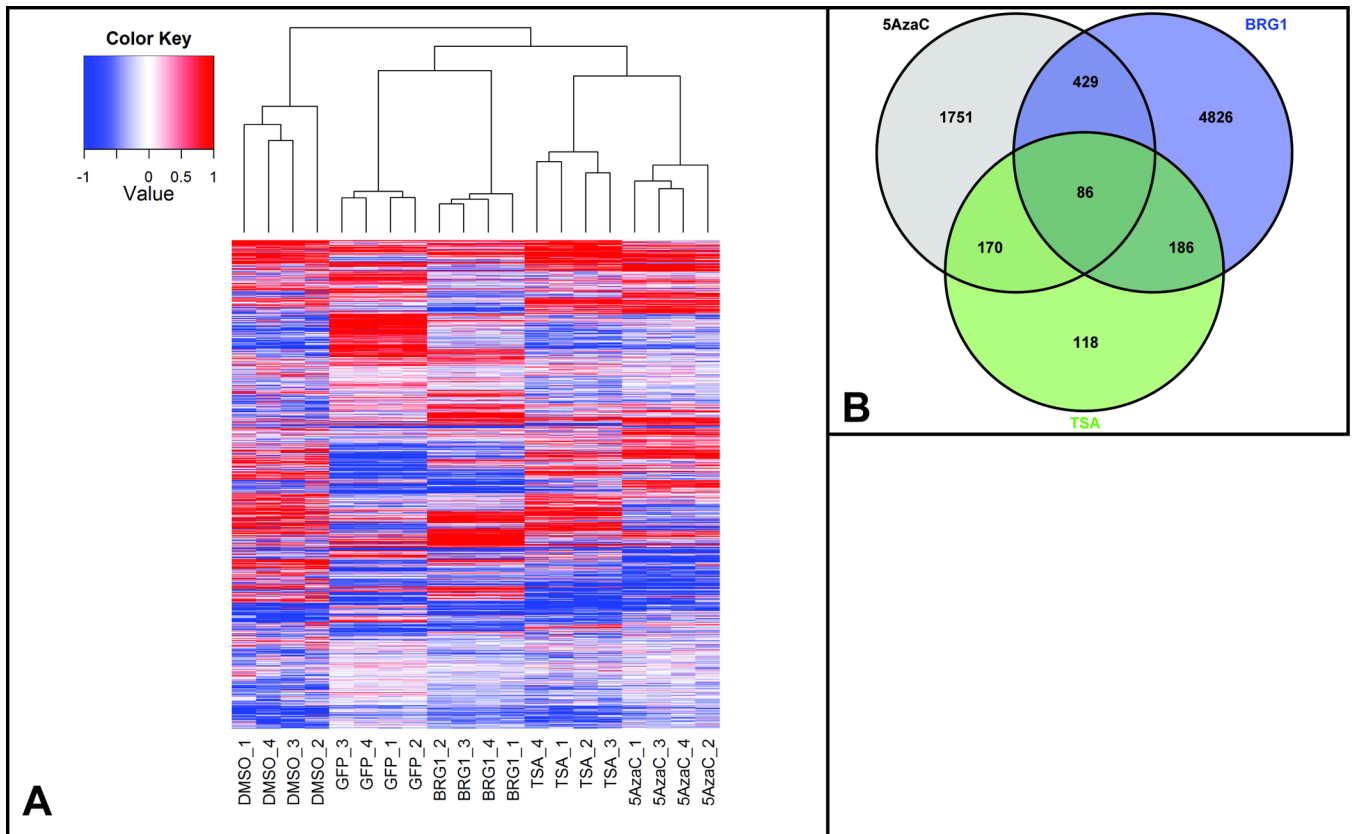 Color Key
-1 0 0.5 1
Value
DMSO_1
DMSO_4
DMSO_3
DMSO_2
GFP_3
GFP_4
GFP_1
GFP_2
BRG1_2
BRG1_3
BRG1_4
BRG1_1
TSA_4
TSA_1
TSA_2
TSA_3
5AzaC_1
5AzaC_3
5AzaC_4
5AzaC_2
A
5AzaC BRG1
429
1751 4826
86
170 186
118
B
TSA